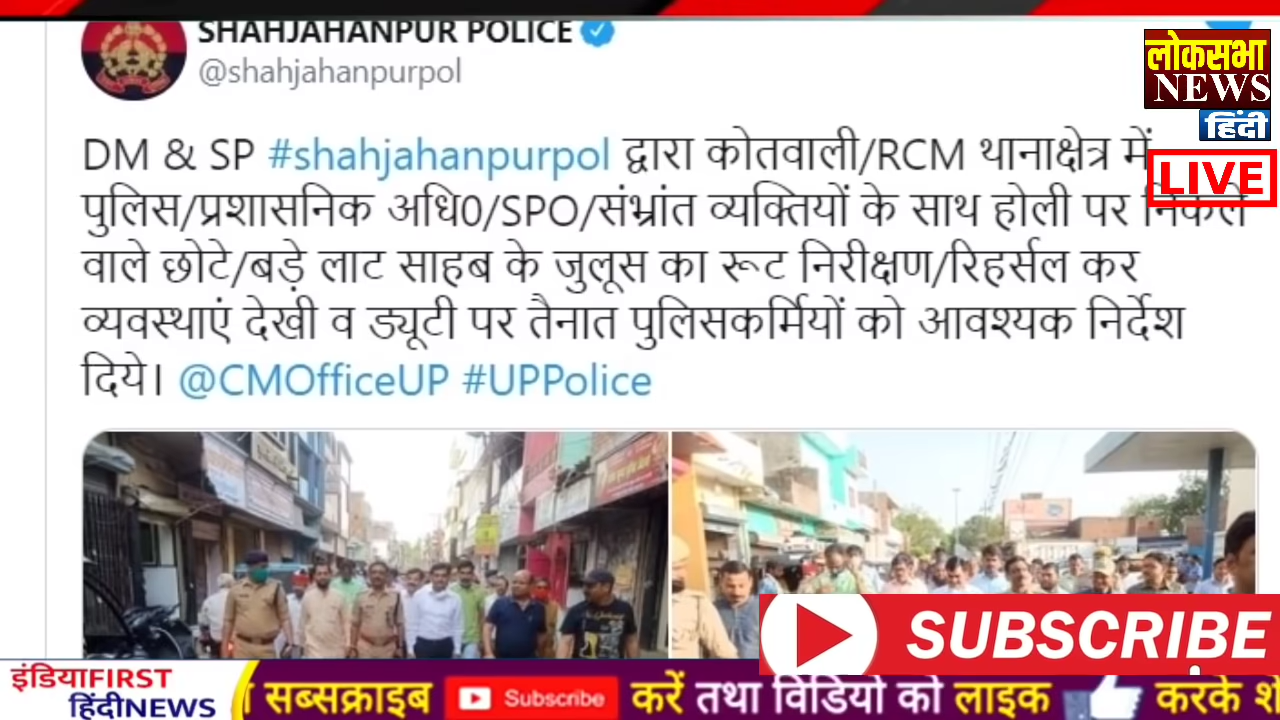 SHAHJAHANPUR POLICE
@shahjahanpurpol
लोकसभा
NEWS
हिंदी
LIVE
DM & SP #shahjahanpurpol द्वारा कोतवाली/RCM थानाक्षेत्र में
पुलिस/प्रशासनिक अधि0/SPO/संभ्रांत व्यक्तियों के साथ होली पर निकले
वाले छोटे/बड़े लाट साहब के जुलूस का रूट निरीक्षण/रिहर्सल कर
व्यवस्थाएं देखी व ड्यूटी पर तैनात पुलिसकर्मियों को आवश्यक निर्देश
दिये। @CMOfficeUP #UPPolice
SUBSCRIBE
इंडियाFIRST
हिंदीNEWS
सब्सक्राइब Subscribe करें तथा विडियो को लाइक करके